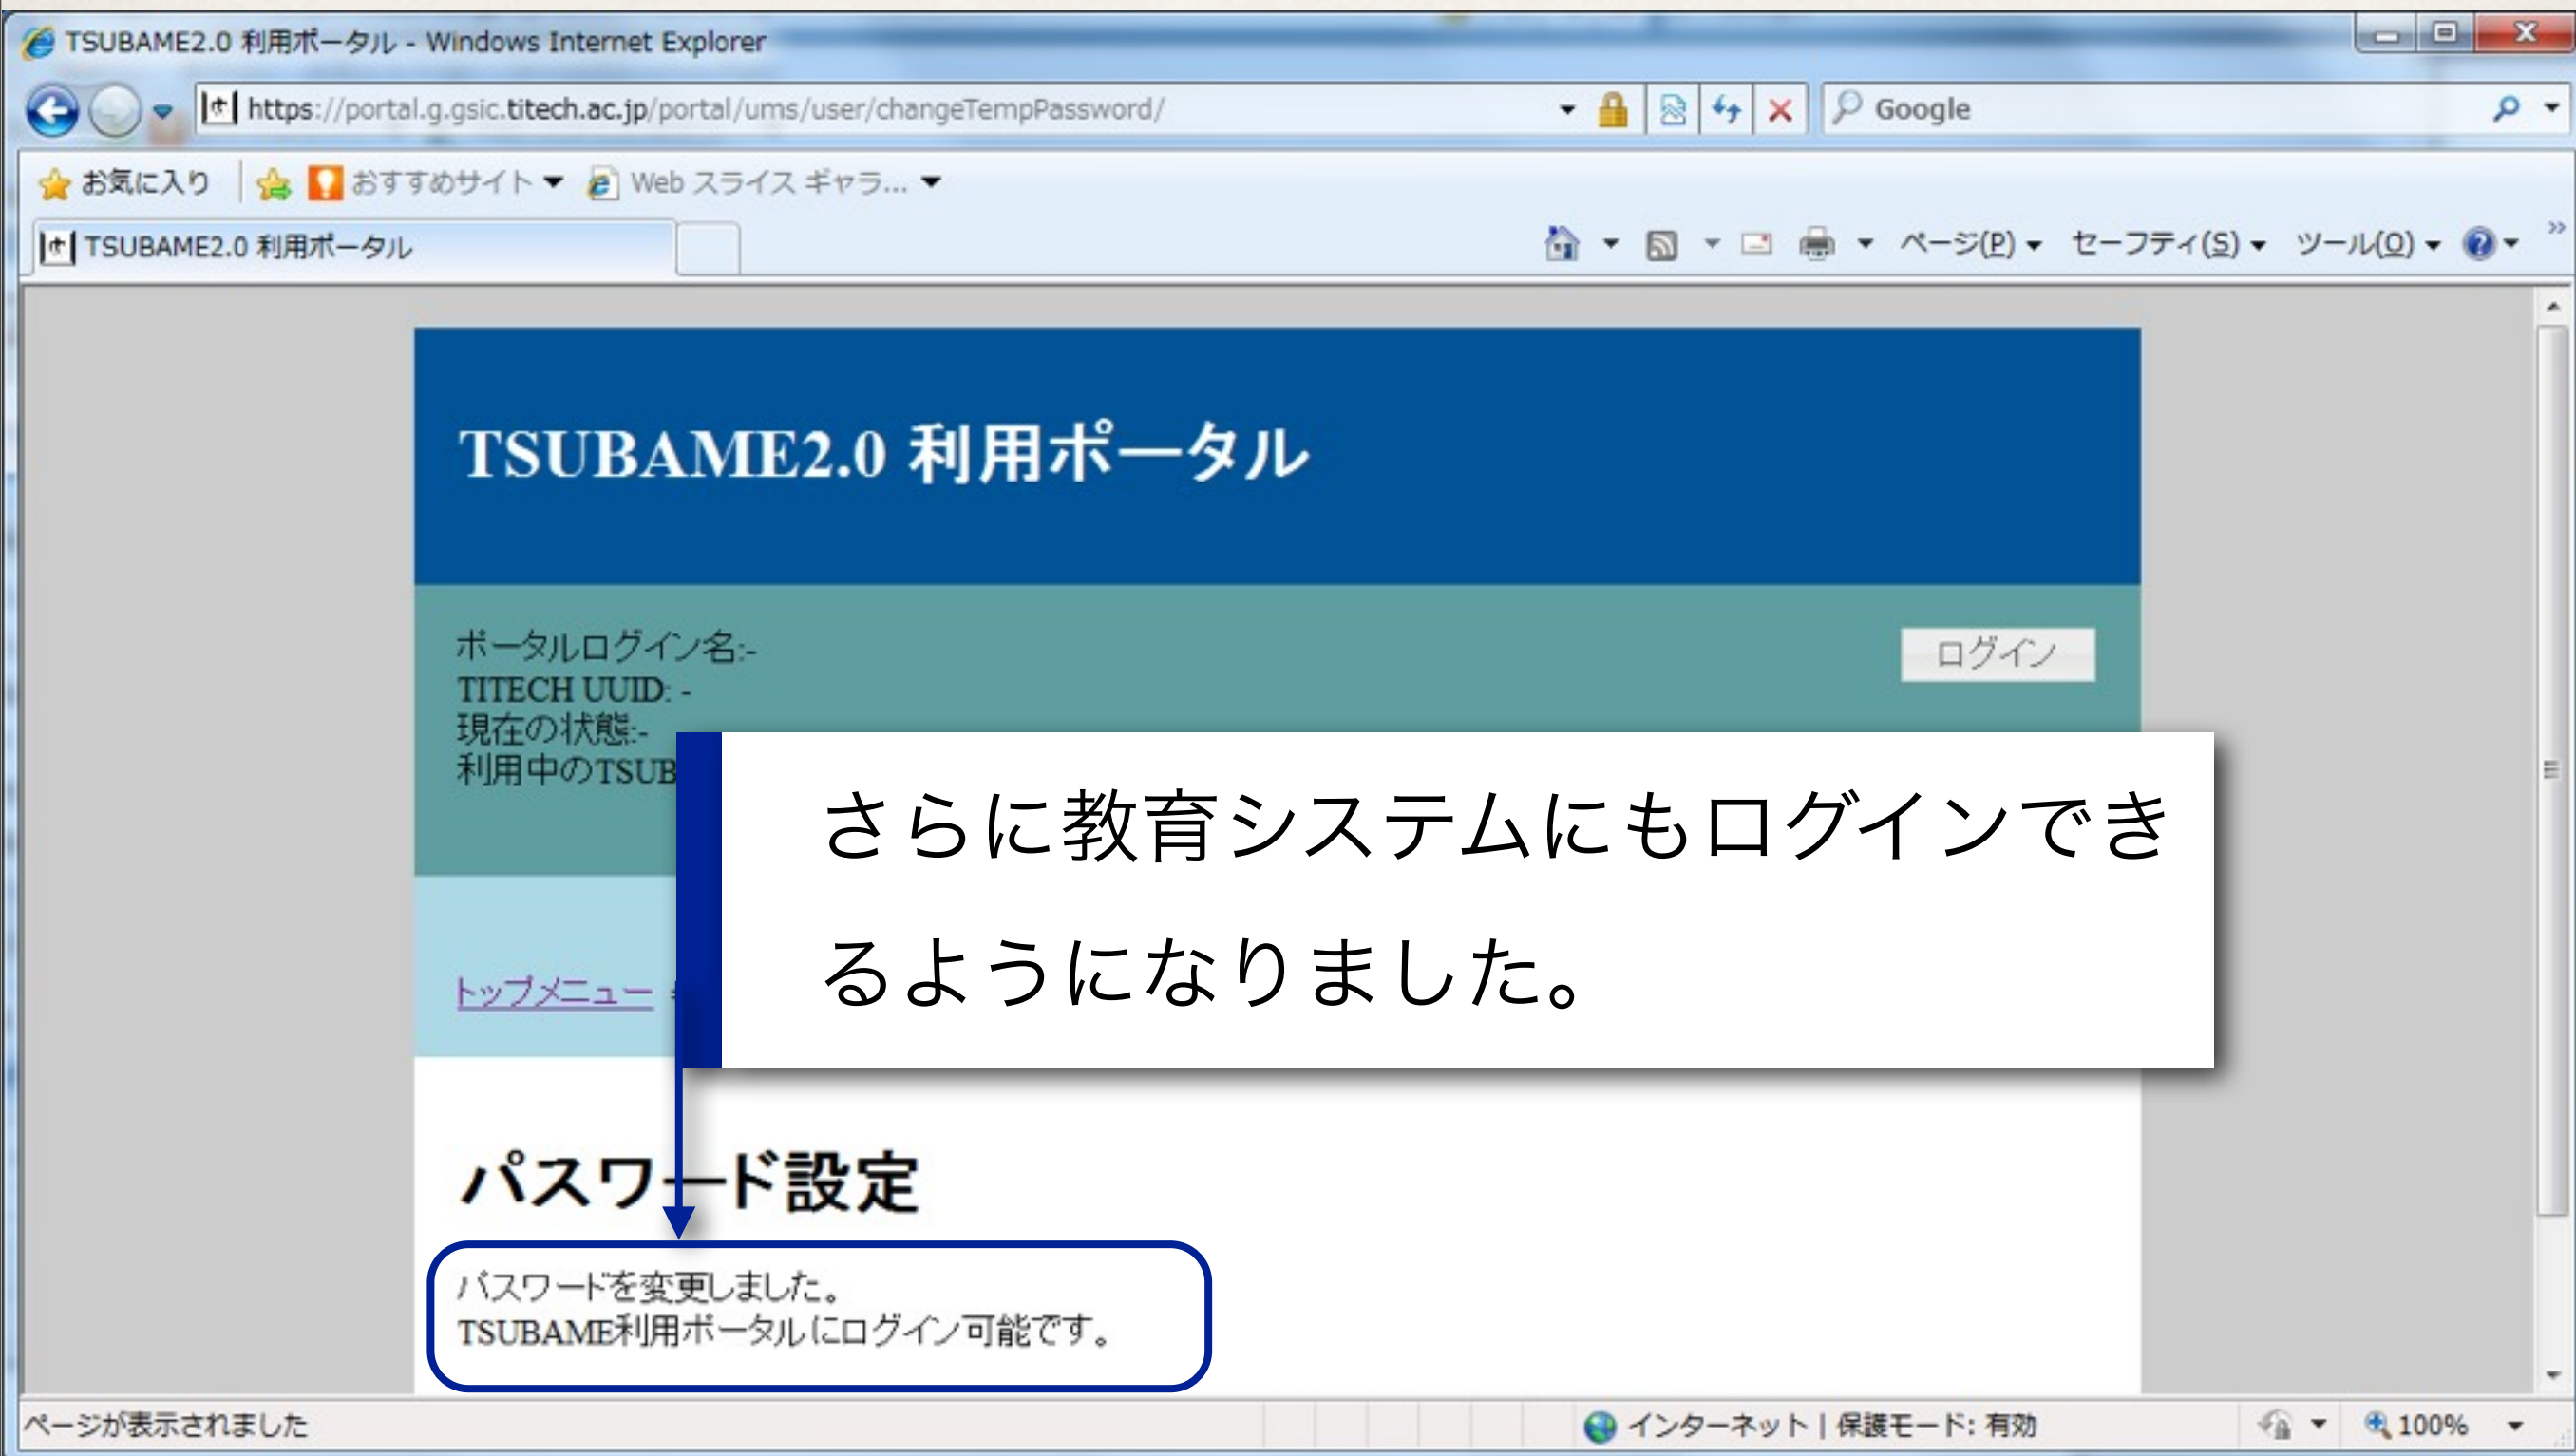 TSUBAME2.0 利用ポータル - Windows Internet Explorer
https://portal.g.gsic.titech.ac.jp/portal/ums/user/changeTempPassword/
Google
お気に入り
おすすめサイト
Web スライス ギャラ...
TSUBAME2.0 利用ポータル
ページ(P)
セーフティ(S)
ツール(O)
TSUBAME2.0 利用ポータル
ポータルログイン名:-
ログイン
TITECH UUID: -
現在の状態:-
利用中のTSUB
さらに教育システムにもログインでき
るようになりました。
トップメニュー
パスワード設定
パスワードを変更しました。
TSUBAME利用ポータルにログイン可能です。
ページが表示されました
インターネット | 保護モード: 有効
100%